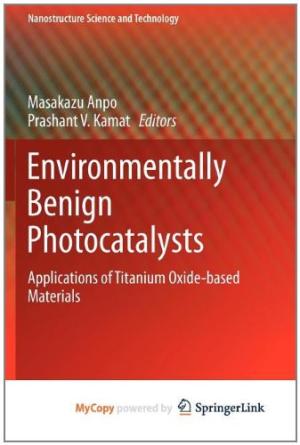 Nanostructure Science and Technology
Masakazu Anpo
Prashant V. Kamat Editors
Environmentally
Benign
Photocatalysts
Applications of Titanium Oxide-based
Materials
MyCopy powered by SpringerLink